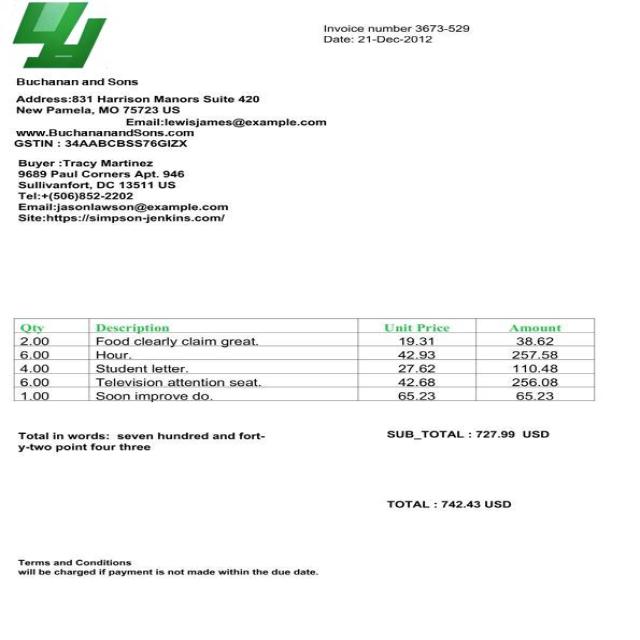 Invoice number 3673-529
Date: 21-Dec-2012
Buchanan and Sons
Address:831 Harrison Manors Suite 420
New Pamela, MO 75723 US
Email:lewisjames@example.com
www.BuchananandSons.com
GSTIN : 34AABCBSS76GIZX
Buyer :Tracy Martinez
9689 Paul Corners Apt. 946
Sullivanfort, DC 13511 US
Tel:+(506)852-2202
Email:jasonlawson@example.com
Site:https://simpson-jenkins.com/
Qty Description Unit Price Amount
2.00 Food clearly claim great. 19.31 38.62
6.00 Hour. 42.93 257.58
4.00 Student letter. 27.62 110.48
6.00 Television attention seat. 42.68 256.08
1.00 Soon improve do. 65.23 65.23
Total in words: seven hundred and fort-
y-two point four three
SUB_TOTAL : 727.99 USD
TOTAL : 742.43 USD
Terms and Conditions
will be charged if payment is not made within the due date.